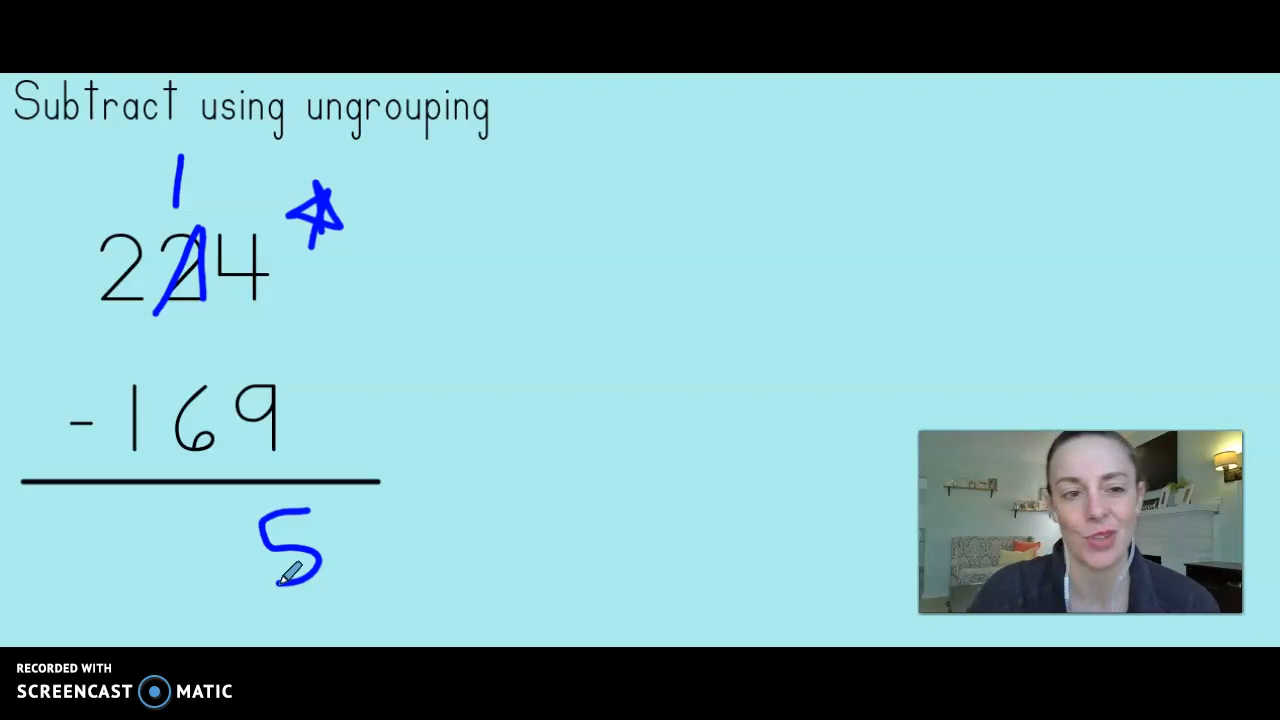 Subtract using ungrouping
1
224
-169
5
RECORDED WITH
SCREENCAST MATIC